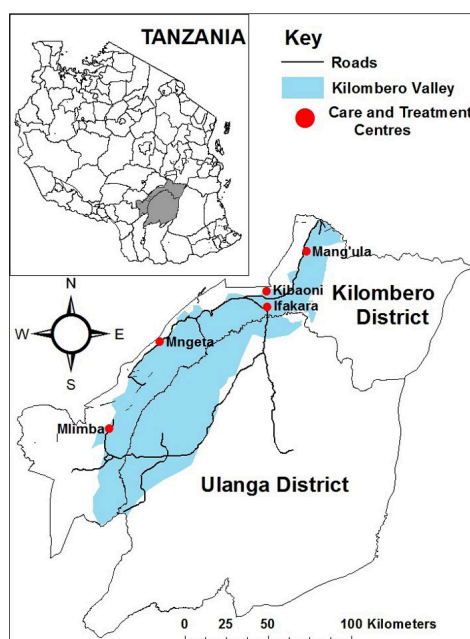 TANZANIA
Key
Roads
Kilombero Valley
Care and Treatment
Centres
Mang'ula
Kibaoni
Ifakara
Kilombero
District
Mngeta
Mlimba
Ulanga District
N
W
E
S
0 25 50 100 Kilometers